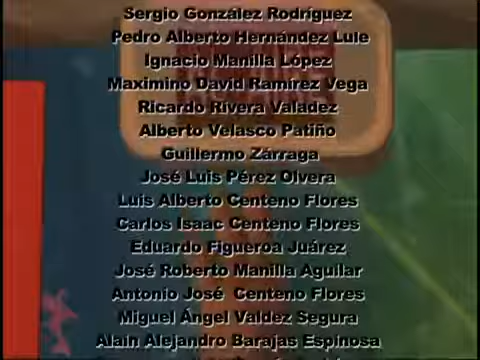 Sergio González Rodríguez
Pedro Alberto Hernández Lule
Ignacio Manilla López
Maximino David Ramírez Vega
Ricardo Rivera Valadez
Alberto Velasco Patiño
Guillermo Zárraga
José Luis Pérez Olvera
Luis Alberto Centeno Flores
Carlos Isaac Centeno Flores
Eduardo Figueroa Juárez
José Roberto Manilla Aguilar
Antonio José  Centeno Flores
Miguel Ángel Valdez Segura
Alain Alejandro Barajas Espinosa